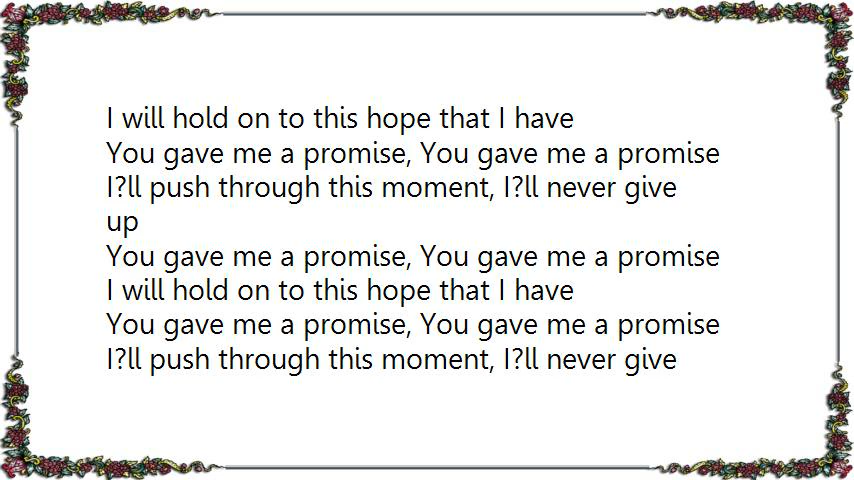 I will hold on to this hope that I have
You gave me a promise, You gave me a promise
I?ll push through this moment, I?ll never give
up
You gave me a promise, You gave me a promise
I will hold on to this hope that I have
You gave me a promise, You gave me a promise
I?ll push through this moment, I?ll never give